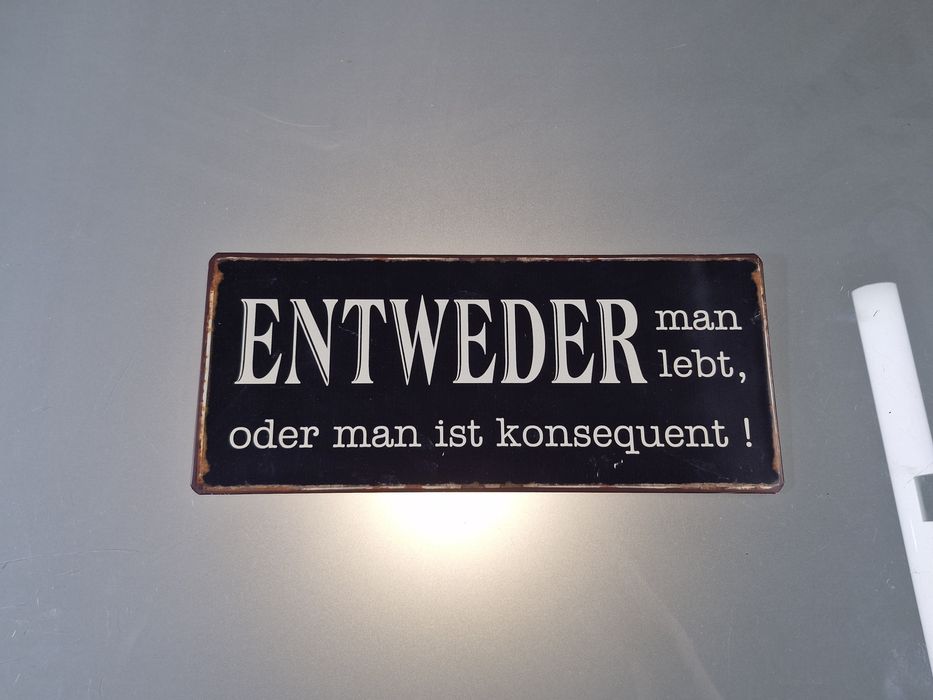 ENTWEDER man
lebt,
oder man ist konsequent !